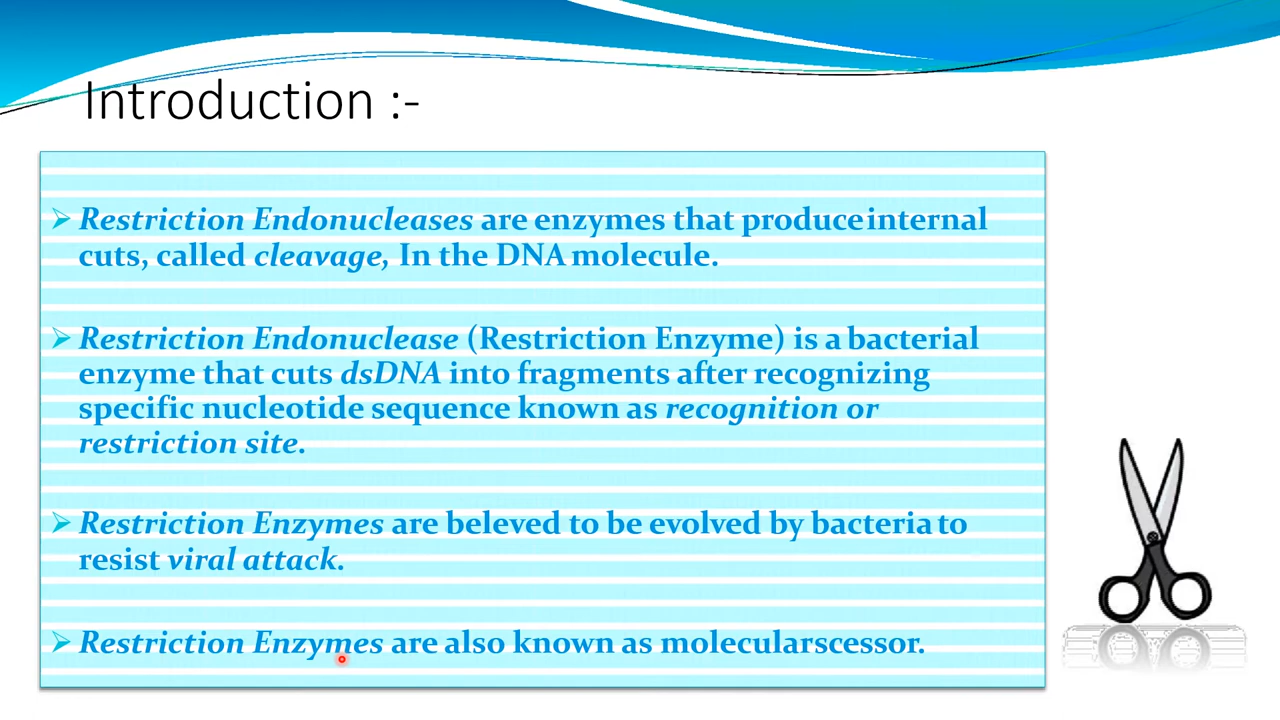 Introduction :-
Restriction Endonucleases are enzymes that produce internal
cuts, called cleavage, In the DNA molecule.
Restriction Endonuclease (Restriction Enzyme) is a bacterial
enzyme that cuts dsDNA into fragments after recognizing
specific nucleotide sequence known as recognition or
restriction site.
Restriction Enzymes are beleved to be evolved by bacteria to
resist viral attack.
Restriction Enzymes are also known as molecularscessor.